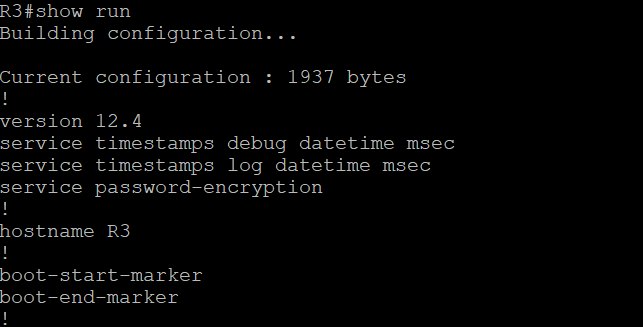 R3#show run
Building configuration...
Current configuration : 1937 bytes
!
version 12.4
service timestamps debug datetime msec
service timestamps log datetime msec
service password-encryption
!
hostname R3
!
boot-start-marker
boot-end-marker
!